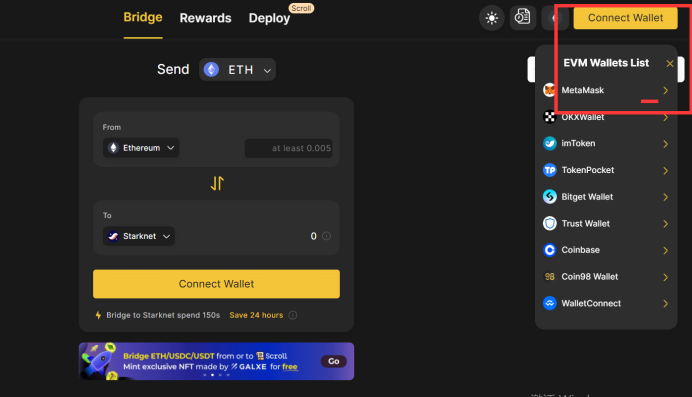 Bridge
Rewards
Deploy
Scroll
Connect Wallet
Send
ETH
From
Ethereum
at least 0.005
To
Starknet
0
Connect Wallet
Bridge to Starknet spend 150s Save 24 hours
Bridge ETH/USDC/USDT from or to Scroll
Mint exclusive NFT made by GALXE for free
Go
EVM Wallets List
MetaMask
OKXWallet
imToken
TP
TokenPocket
Bitget Wallet
Trust Wallet
Coinbase
98
Coin98 Wallet
WalletConnect